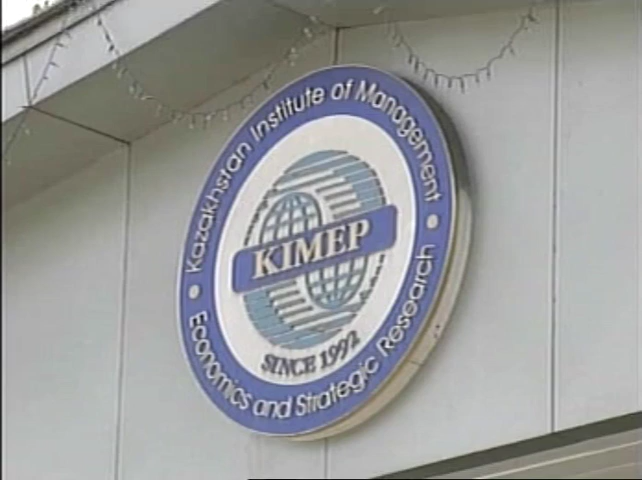 Kazakhstan Institute of Management
KIMEP
SINCE 1992
Economics and Strategic Research